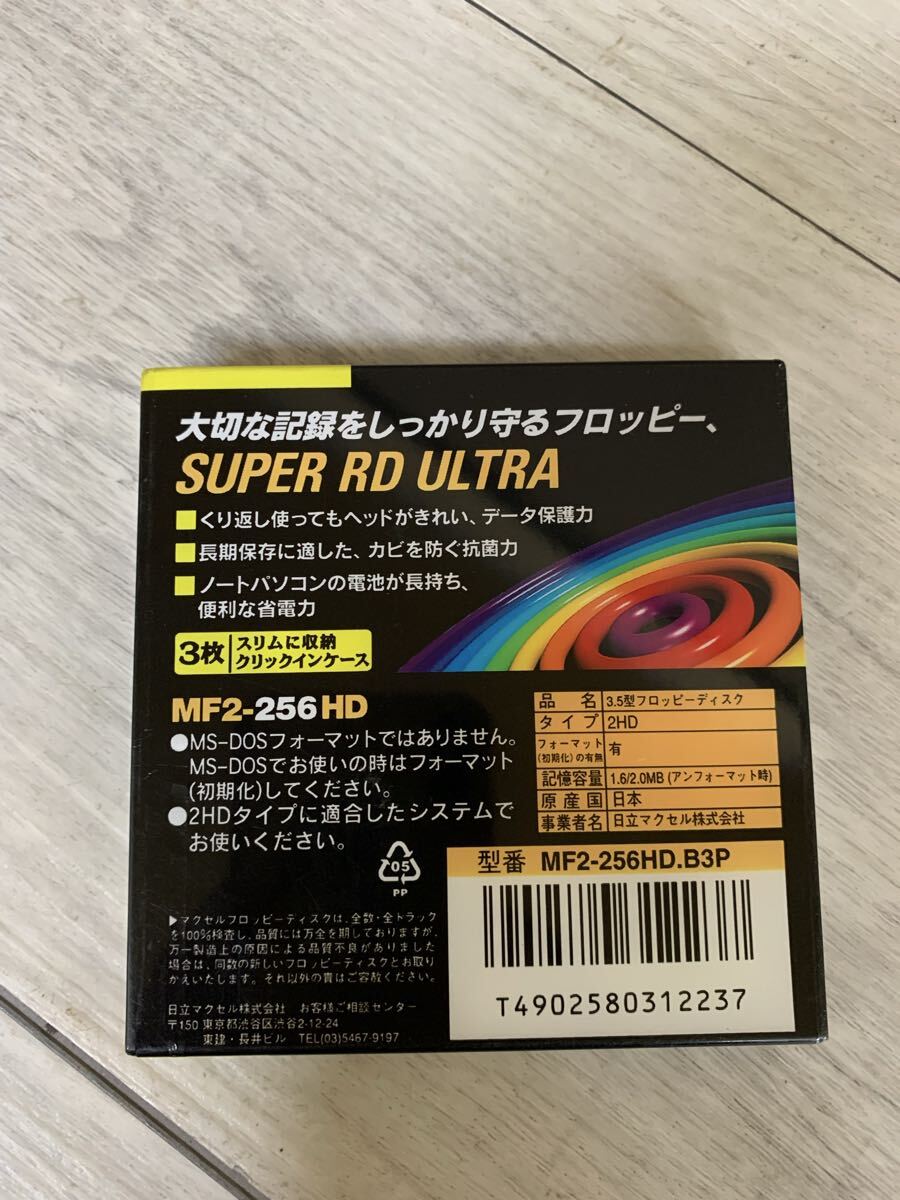 大切な記録をしっかり守るフロッピー、
SUPER RD ULTRA
■くり返し使ってもヘッドがきれい、データ保護力
■長期保存に適した、カビを防ぐ抗菌力
■ノートパソコンの電池が長持ち、
便利な省電力
3枚 スリムに収納
クリックインケース
MF2-256HD
●MS-DOSフォーマットではありません。
MS-DOSでお使いの時はフォーマット
(初期化)してください。
●2HDタイプに適合したシステムで
お使いください。
品名 3.5型フロッピーディスク
タイプ 2HD
フォーマット(初期化)の有無 有
記憶容量 1.6/2.0MB(アンフォーマット時)
原産国 日本
事業者名 日立マクセル株式会社
05
PP
型番 MF2-256HD.B3P
T4902580312237
▶マクセルフロッピーディスクは、全数・全トラック
を100%検査し、品質には万全を期しておりますが、
万一製造上の原因による品質不良がありました
場合は、同数の新しいフロッピーディスクとお取り
かえいたします。それ以外の責はご容赦ください。
日立マクセル株式会社 お客様ご相談センター
〒150 東京都渋谷区渋谷2-12-24
東建・長井ビル TEL(03)5467-9197